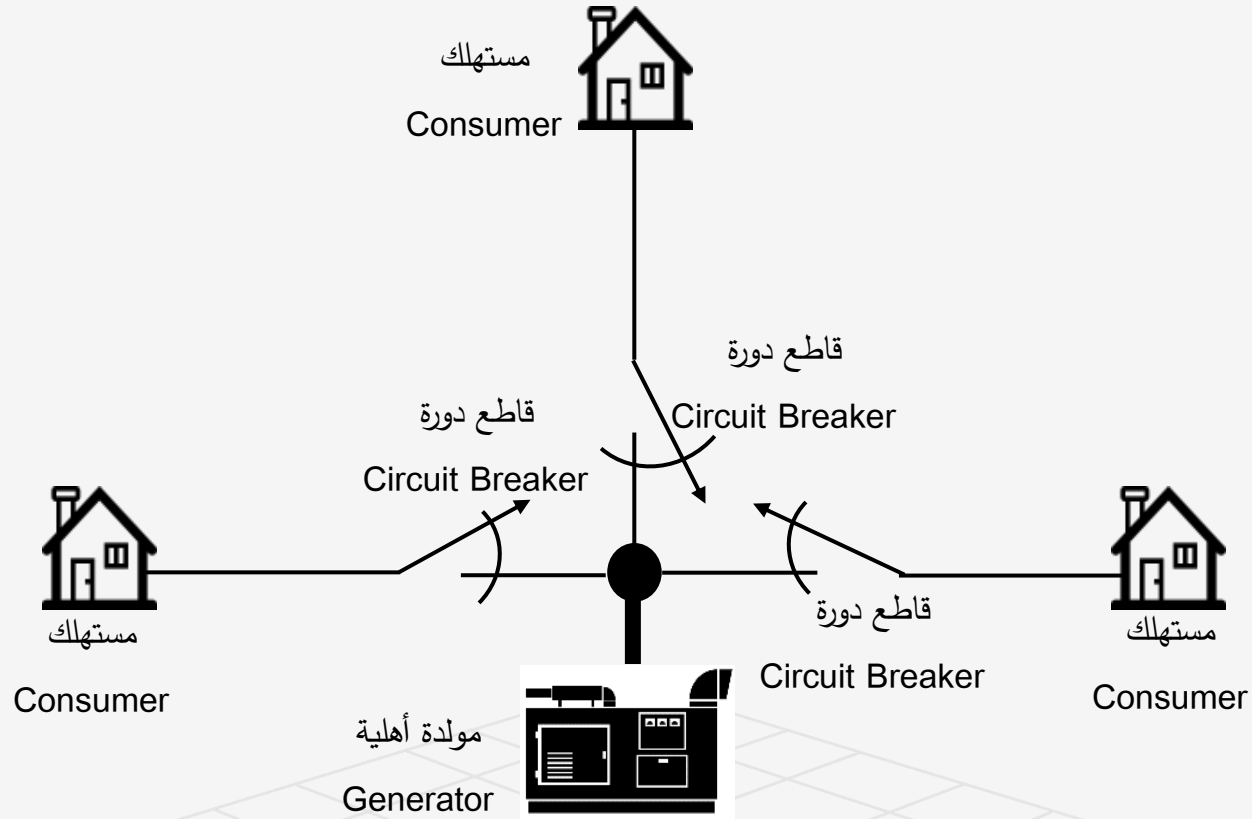 مستهلك
Consumer
قاطع دورة
Circuit Breaker
قاطع دورة
Circuit Breaker
مستهلك
Consumer
قاطع دورة
Circuit Breaker
مستهلك
Consumer
مولدة أهلية
Generator